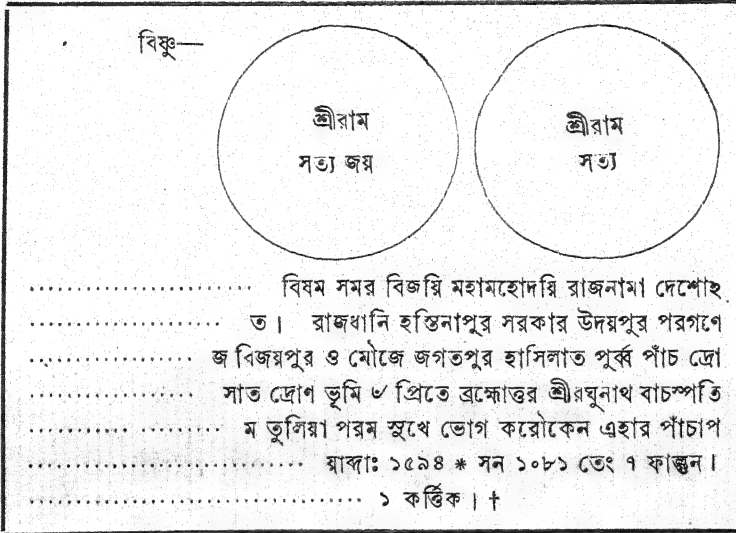 বিষ্ণু—
শ্রীরাম
সত্য জয়
শ্রীরাম
সত্য
........................ বিষম সমর বিজয়ি মহামহোদয়ি রাজনামা দেশোহ
.................... ত। রাজধানি হস্তিনাপুর সরকার উদয়পুর পরগণে
.................. জ বিজয়পুর ও মৌজে জগতপুর হাসিলাত পুর্ব্ব পাঁচ দ্রো
.................. সাত দ্রোণ ভূমি ৺ প্রিতে ব্রহ্মোত্তর শ্রীরঘুনাথ বাচস্পতি
.................. ম তুলিয়া পরম সুখে ভোগ করৌকেন এহার পাঁচাপ
............................ য়াব্দাঃ ১৫৯৪ * সন ১০৮১ তেং ৭ ফাল্গুন।
.................................. ১ কর্ত্তিক। †